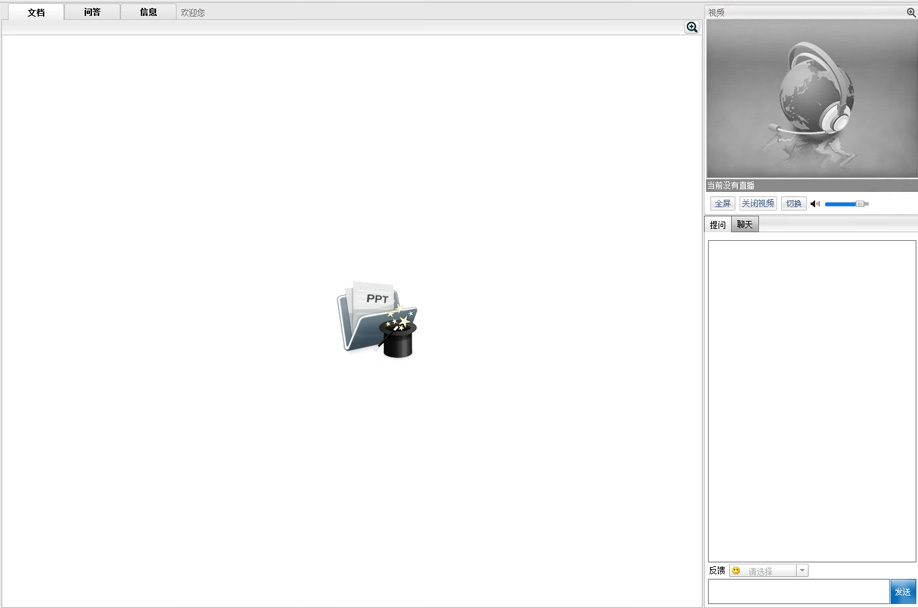 文档 问答 信息 欢迎您
视频
PPT
当前没有直播
全屏 关闭视频 切换
提问 聊天
反馈 请选择
发送